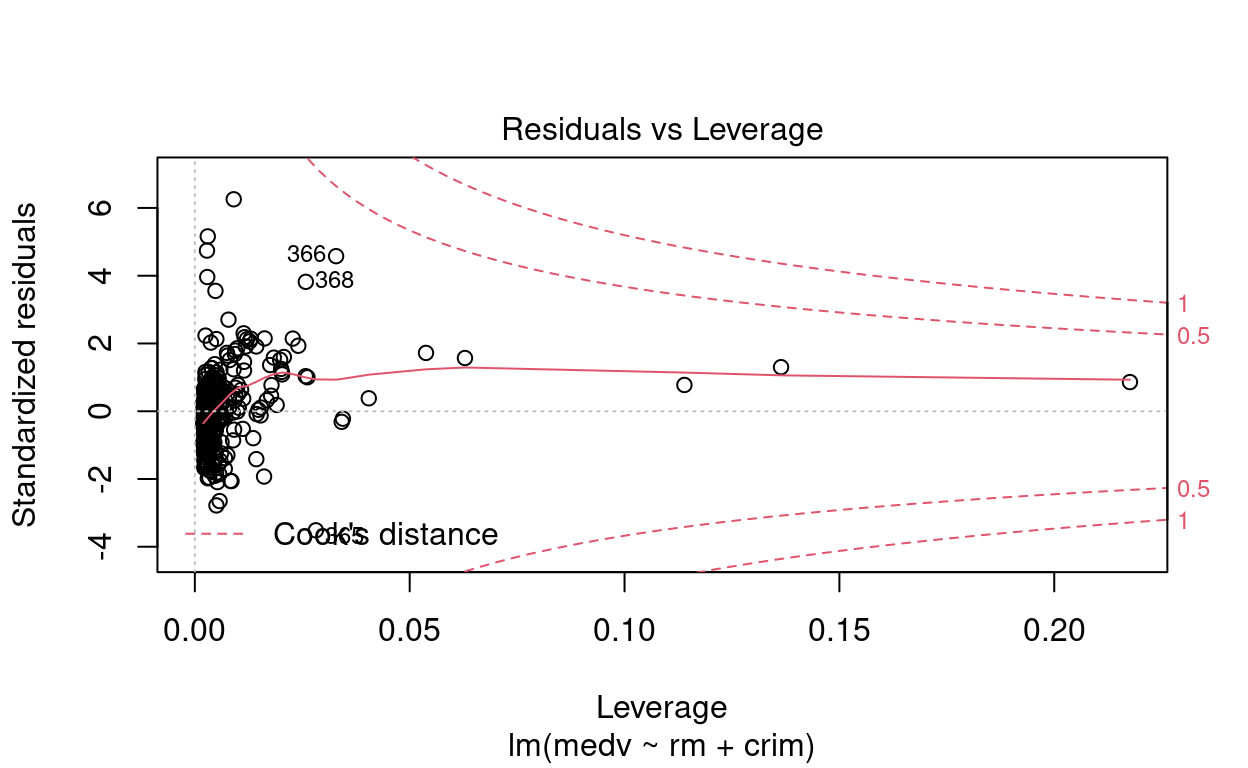 Residuals vs Leverage
Standardized residuals
6
4
2
0
-2
-4
366
368
365
1
0.5
0.5
1
Cook's distance
0.00 0.05 0.10 0.15 0.20
Leverage
lm(medv ~ rm + crim)